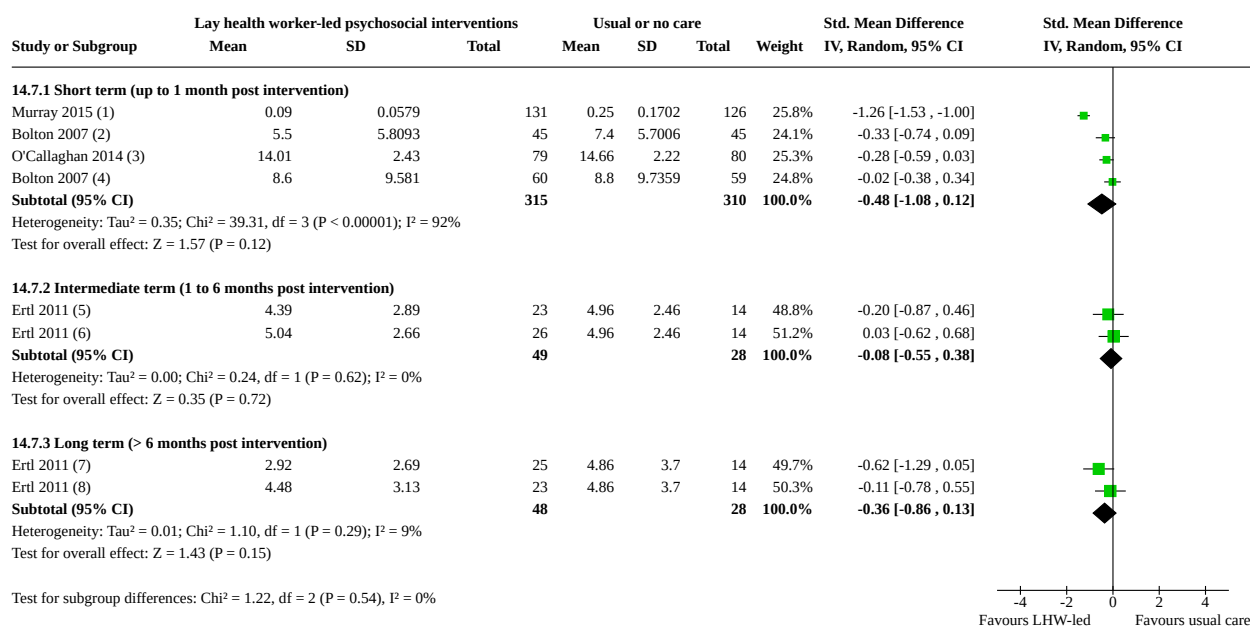 Lay health worker-led psychosocial interventions Usual or no care Std. Mean Difference Std. Mean Difference
Study or Subgroup Mean SD Total Mean SD Total Weight IV, Random, 95% CI IV, Random, 95% CI
14.7.1 Short term (up to 1 month post intervention)
Murray 2015 (1) 0.09 0.0579 131 0.25 0.1702 126 25.8% -1.26 [-1.53 , -1.00]
Bolton 2007 (2) 5.5 5.8093 45 7.4 5.7006 45 24.1% -0.33 [-0.74 , 0.09]
O'Callaghan 2014 (3) 14.01 2.43 79 14.66 2.22 80 25.3% -0.28 [-0.59 , 0.03]
Bolton 2007 (4) 8.6 9.581 60 8.8 9.7359 59 24.8% -0.02 [-0.38 , 0.34]
Subtotal (95% CI) 315 310 100.0% -0.48 [-1.08 , 0.12]
Heterogeneity: Tau² = 0.35; Chi² = 39.31, df = 3 (P < 0.00001); I² = 92%
Test for overall effect: Z = 1.57 (P = 0.12)
14.7.2 Intermediate term (1 to 6 months post intervention)
Ertl 2011 (5) 4.39 2.89 23 4.96 2.46 14 48.8% -0.20 [-0.87 , 0.46]
Ertl 2011 (6) 5.04 2.66 26 4.96 2.46 14 51.2% 0.03 [-0.62 , 0.68]
Subtotal (95% CI) 49 28 100.0% -0.08 [-0.55 , 0.38]
Heterogeneity: Tau² = 0.00; Chi² = 0.24, df = 1 (P = 0.62); I² = 0%
Test for overall effect: Z = 0.35 (P = 0.72)
14.7.3 Long term (> 6 months post intervention)
Ertl 2011 (7) 2.92 2.69 25 4.86 3.7 14 49.7% -0.62 [-1.29 , 0.05]
Ertl 2011 (8) 4.48 3.13 23 4.86 3.7 14 50.3% -0.11 [-0.78 , 0.55]
Subtotal (95% CI) 48 28 100.0% -0.36 [-0.86 , 0.13]
Heterogeneity: Tau² = 0.01; Chi² = 1.10, df = 1 (P = 0.29); I² = 9%
Test for overall effect: Z = 1.43 (P = 0.15)
Test for subgroup differences: Chi² = 1.22, df = 2 (P = 0.54), I² = 0%
-4 -2 0 2 4
Favours LHW-led Favours usual care